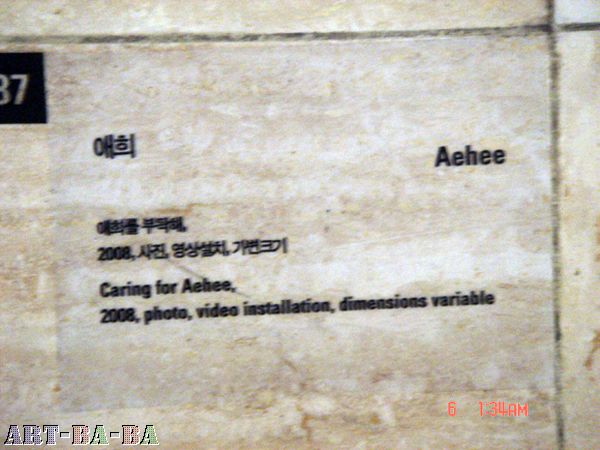 37
애희
Aehee
애희를 부탁해,
2008, 사진, 영상설치, 가변크기
Caring for Aehee,
2008, photo, video installation, dimensions variable
6 1:34AM
ART-BA-BA